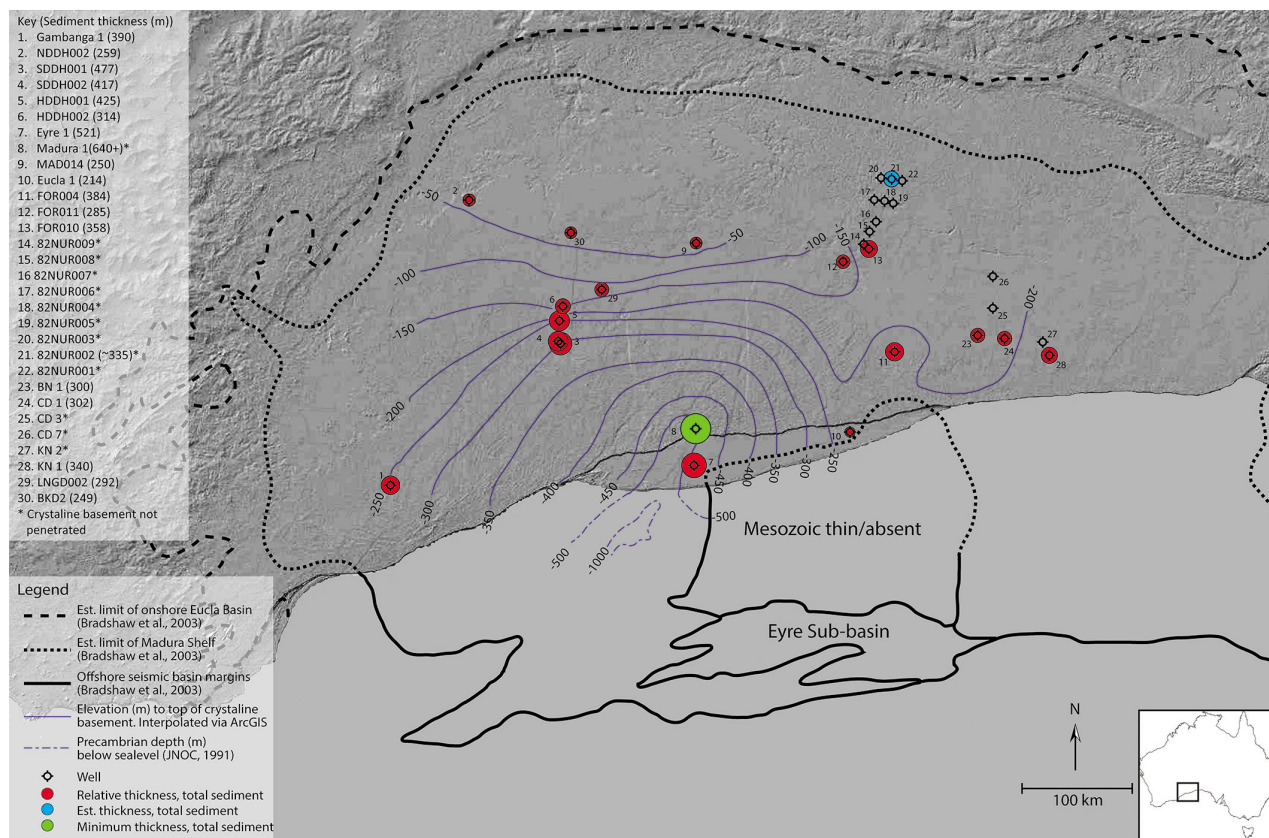 Key (Sediment thickness (m))
1. Gambanga 1 (390)
2. NDDH002 (259)
3. SDDH001 (477)
4. SDDH002 (417)
5. HDDH001 (425)
6. HDDH002 (314)
7. Eyre 1 (521)
8. Madura 1(640+)*
9. MAD014 (250)
10. Eucla 1 (214)
11. FOR004 (384)
12. FOR011 (285)
13. FOR010 (358)
14. 82NUR009*
15. 82NUR008*
16 82NUR007*
17. 82NUR006*
18. 82NUR004*
19. 82NUR005*
20. 82NUR003*
21. 82NUR002 (~335)*
22. 82NUR001*
23. BN 1 (300)
24. CD 1 (302)
25. CD 3*
26. CD 7*
27. KN 2*
28. KN 1 (340)
29. LNGD002 (292)
30. BKD2 (249)
* Crystaline basement not
penetrated
Legend
Est. limit of onshore Eucla Basin
(Bradshaw et al., 2003)
Est. limit of Madura Shelf
(Bradshaw et al., 2003)
Offshore seismic basin margins
(Bradshaw et al., 2003)
Elevation (m) to top of crystaline
basement. Interpolated via ArcGIS
Precambrian depth (m)
below sealevel (JNOC, 1991)
Well
Relative thickness, total sediment
Est. thickness, total sediment
Minimum thickness, total sediment
20
21
22
2
-50
17
18
19
16
30
15
9
-50
-100
-150
14
13
12
-100
26
29
-200
6
25
5
-150
4
3
23
24
27
11
28
-200
8
10
7
1
-250
-300
-350
-400
-450
-450
-400
-350
-300
-250
-500
-500
-1000
Mesozoic thin/absent
Eyre Sub-basin
N
100 km